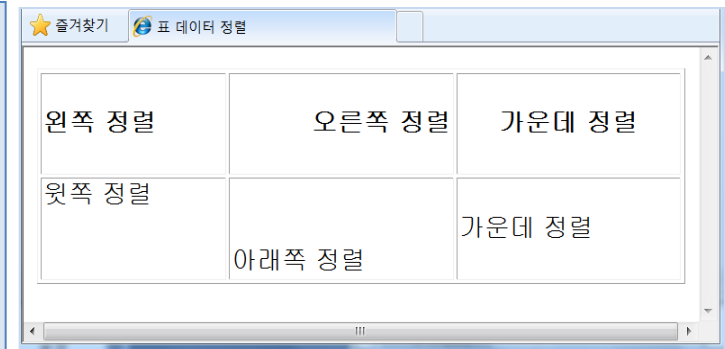 즐겨찾기 표 데이터 정렬
왼쪽 정렬 오른쪽 정렬 가운데 정렬
윗쪽 정렬
가운데 정렬
아래쪽 정렬